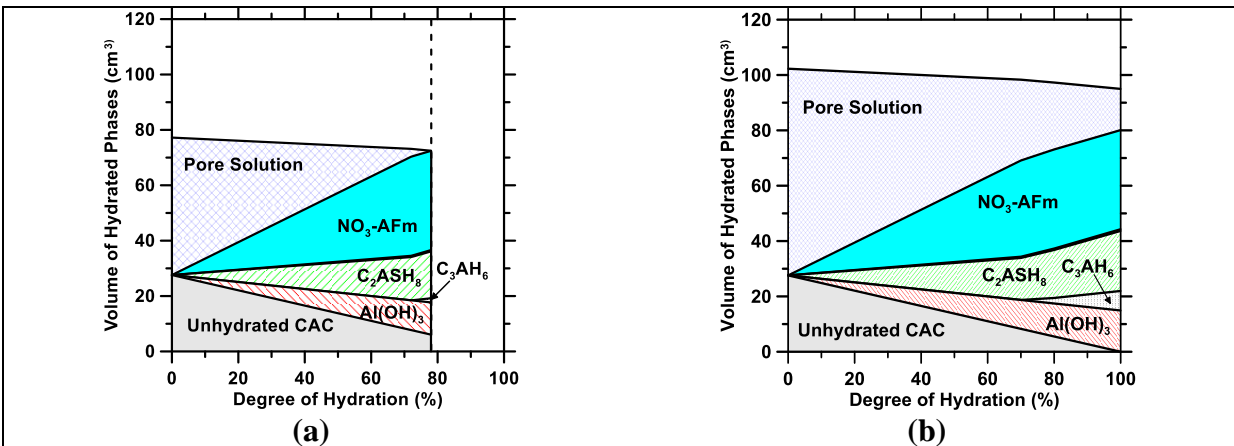 120
100
80
60
40
20
0
Volume of Hydrated Phases (cm³)
Pore Solution
NO₃-AFm
C₂ASH₈
C₃AH₆
Al(OH)₃
Unhydrated CAC
0 20 40 60 80 100
Degree of Hydration (%)
(a)
120
100
80
60
40
20
0
Volume of Hydrated Phases (cm³)
Pore Solution
NO₃-AFm
C₂ASH₈
C₃AH₆
Al(OH)₃
Unhydrated CAC
0 20 40 60 80 100
Degree of Hydration (%)
(b)